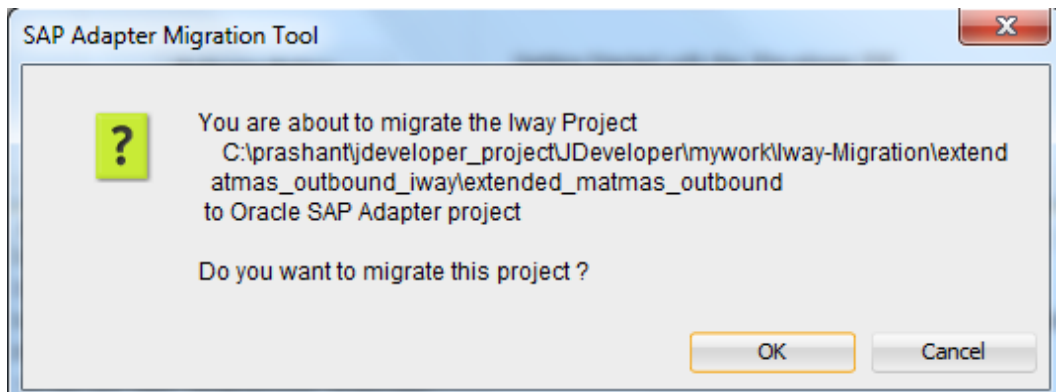 SAP Adapter Migration Tool
You are about to migrate the Iway Project
C:\prashant\jdeveloper_project\JDeveloper\mywork\Iway-Migration\extend
atmas_outbound_iway\extended_matmas_outbound
to Oracle SAP Adapter project
Do you want to migrate this project ?
OK
Cancel